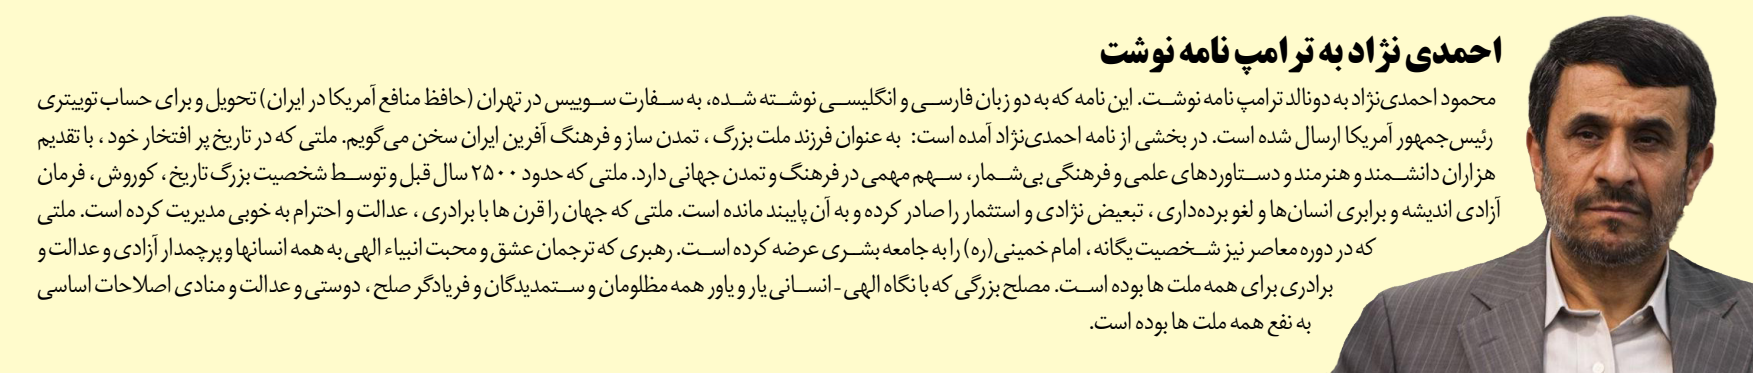 احمدی نژاد به ترامپ نامه نوشت
محمود احمدی‌نژاد به دونالد ترامپ نامه نوشت. این نامه که به دو زبان فارسی و انگلیسی نوشته شده، به سفارت سوییس در تهران (حافظ منافع آمریکا در ایران) تحویل و برای حساب توییتری
رئیس‌جمهور آمریکا ارسال شده است. در بخشی از نامه احمدی‌نژاد آمده است: به عنوان فرزند ملت بزرگ ، تمدن ساز و فرهنگ آفرین ایران سخن می‌گویم. ملتی که در تاریخ پر افتخار خود ، با تقدیم
هزاران دانشمند و هنرمند و دستاوردهای علمی و فرهنگی بی‌شمار، سهم مهمی در فرهنگ و تمدن جهانی دارد. ملتی که حدود ۲۵۰۰ سال قبل و توسط شخصیت بزرگ تاریخ ، کوروش ، فرمان
آزادی اندیشه و برابری انسان‌ها و لغو برده‌داری ، تبعیض نژادی و استثمار را صادر کرده و به آن پایبند مانده است. ملتی که جهان را قرن ها با برادری ، عدالت و احترام به خوبی مدیریت کرده است. ملتی
که در دوره معاصر نیز شخصیت یگانه ، امام خمینی(ره) را به جامعه بشری عرضه کرده است. رهبری که ترجمان عشق و محبت انبیاء الهی به همه انسانها و پرچمدار آزادی و عدالت و
برادری برای همه ملت ها بوده است. مصلح بزرگی که با نگاه الهی - انسانی یار و یاور همه مظلومان و ستمدیدگان و فریادگر صلح ، دوستی و عدالت و منادی اصلاحات اساسی
به نفع همه ملت ها بوده است.